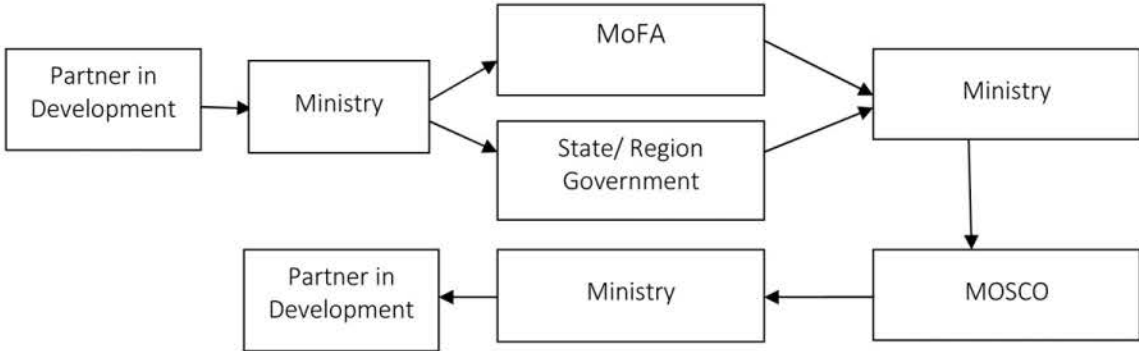 Partner in
Development
Ministry
MoFA
State/ Region
Government
Ministry
MOSCO
Ministry
Partner in
Development